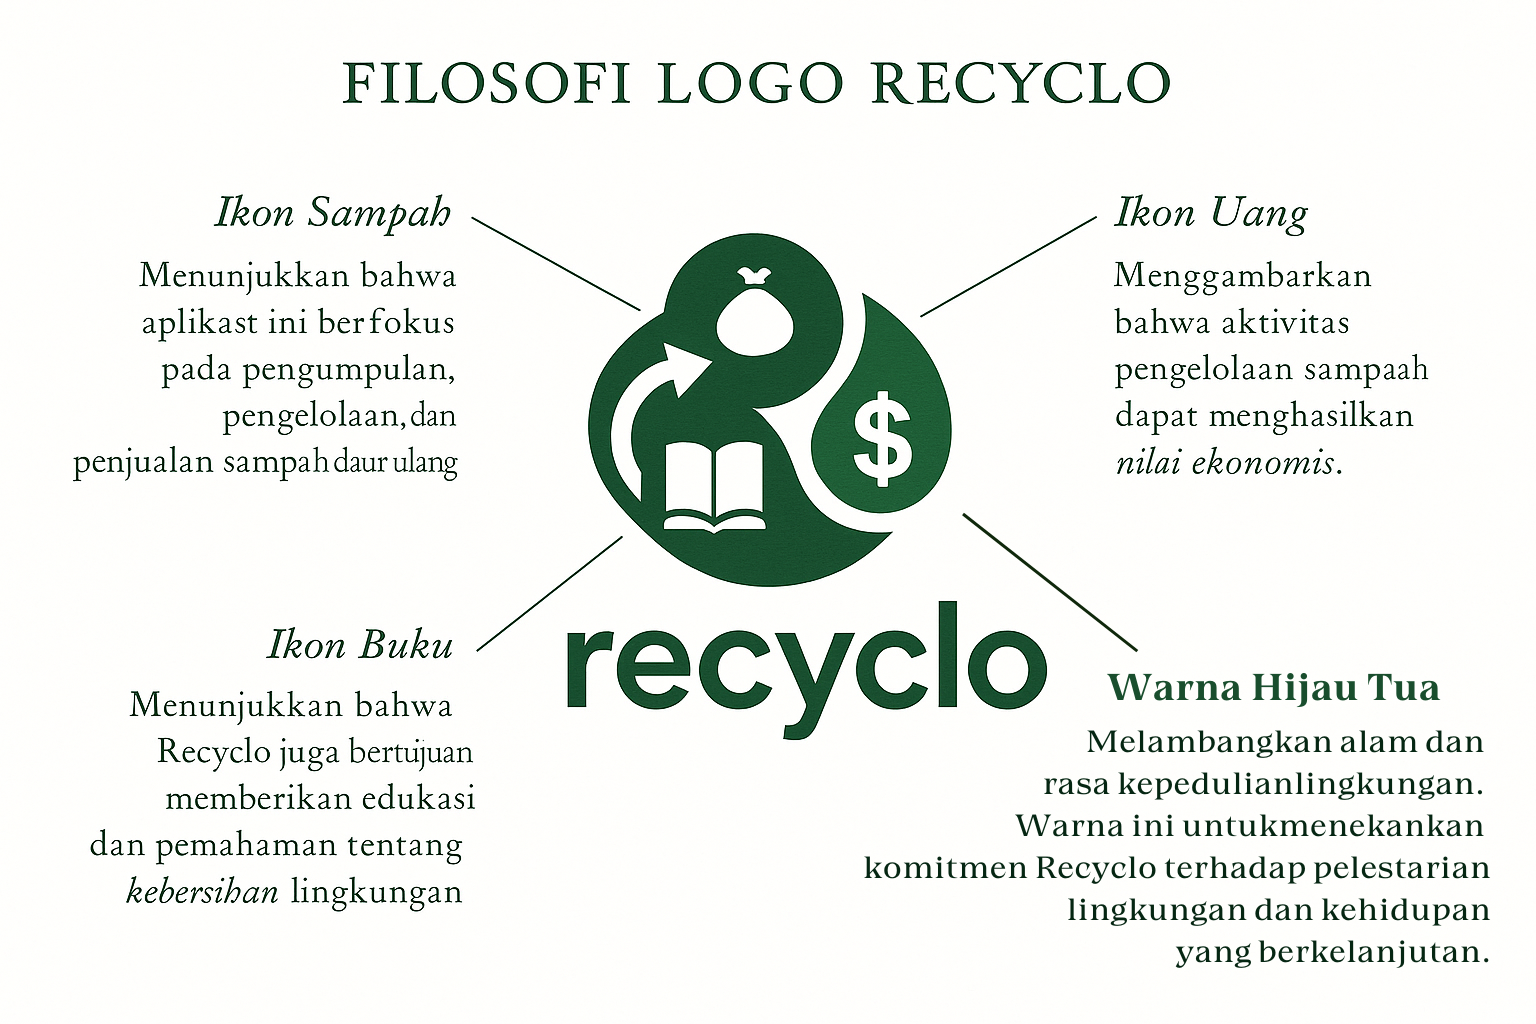 FILOSOFI LOGO RECYCLO
Ikon Sampah
Menunjukkan bahwa
aplikast ini berfokus
pada pengumpulan,
pengelolaan, dan
penjualan sampah daur ulang
Ikon Uang
Menggambarkan
bahwa aktivitas
pengelolaan sampaah
dapat menghasilkan
nilai ekonomis.
$
recyclo
Ikon Buku
Menunjukkan bahwa
Recyclo juga bertujuan
memberikan edukasi
dan pemahaman tentang
kebersihan lingkungan
Warna Hijau Tua
Melambangkan alam dan
rasa kepedulianlingkungan.
Warna ini untukmenekankan
komitmen Recyclo terhadap pelestarian
lingkungan dan kehidupan
yang berkelanjutan.